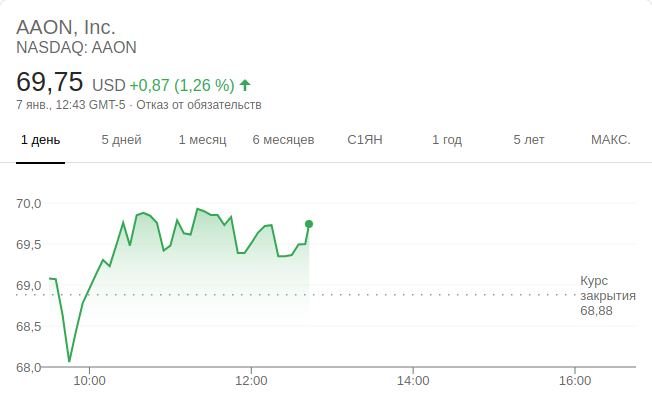 AAON, Inc.
NASDAQ: AAON
69,75 USD +0,87 (1,26 %)
7 янв., 12:43 GMT-5 · Отказ от обязательств
1 день 5 дней 1 месяц 6 месяцев С1ЯН 1 год 5 лет МАКС.
70,0
69,5
69,0
Курс
закрытия
68,88
68,5
68,0
10:00 12:00 14:00 16:00